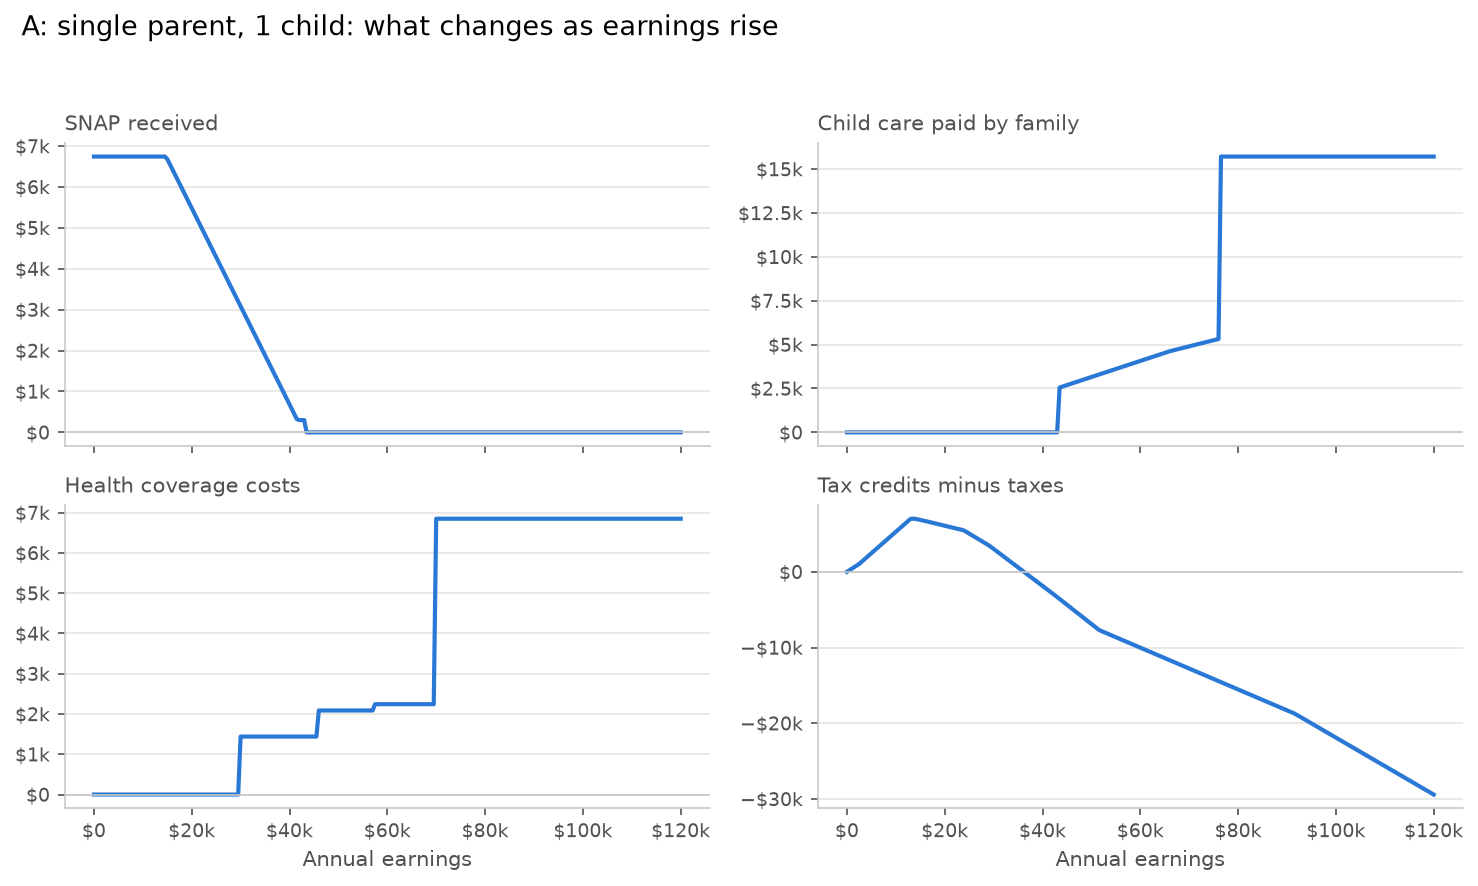 A: single parent, 1 child: what changes as earnings rise
SNAP received
$7k
$6k
$5k
$4k
$3k
$2k
$1k
$0
Child care paid by family
$15k
$12.5k
$10k
$7.5k
$5k
$2.5k
$0
Health coverage costs
$7k
$6k
$5k
$4k
$3k
$2k
$1k
$0
$0 $20k $40k $60k $80k $100k $120k
Annual earnings
Tax credits minus taxes
$0
−$10k
−$20k
−$30k
$0 $20k $40k $60k $80k $100k $120k
Annual earnings